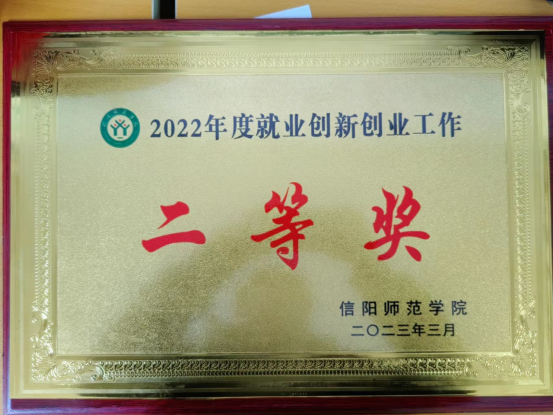 2022年度就业创新创业工作
二等奖
信阳师范学院
二〇二三年三月